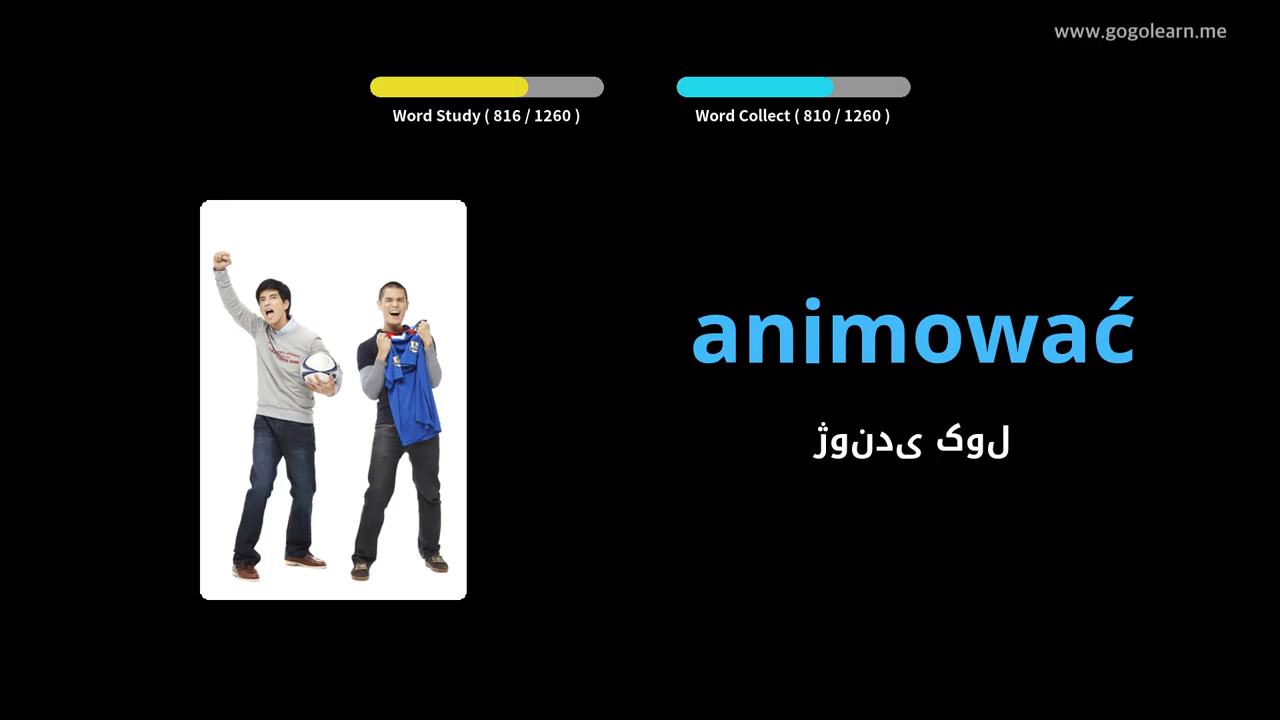 www.gogolearn.me
Word Study ( 816 / 1260 )
Word Collect ( 810 / 1260 )
animować
ژوندی کول